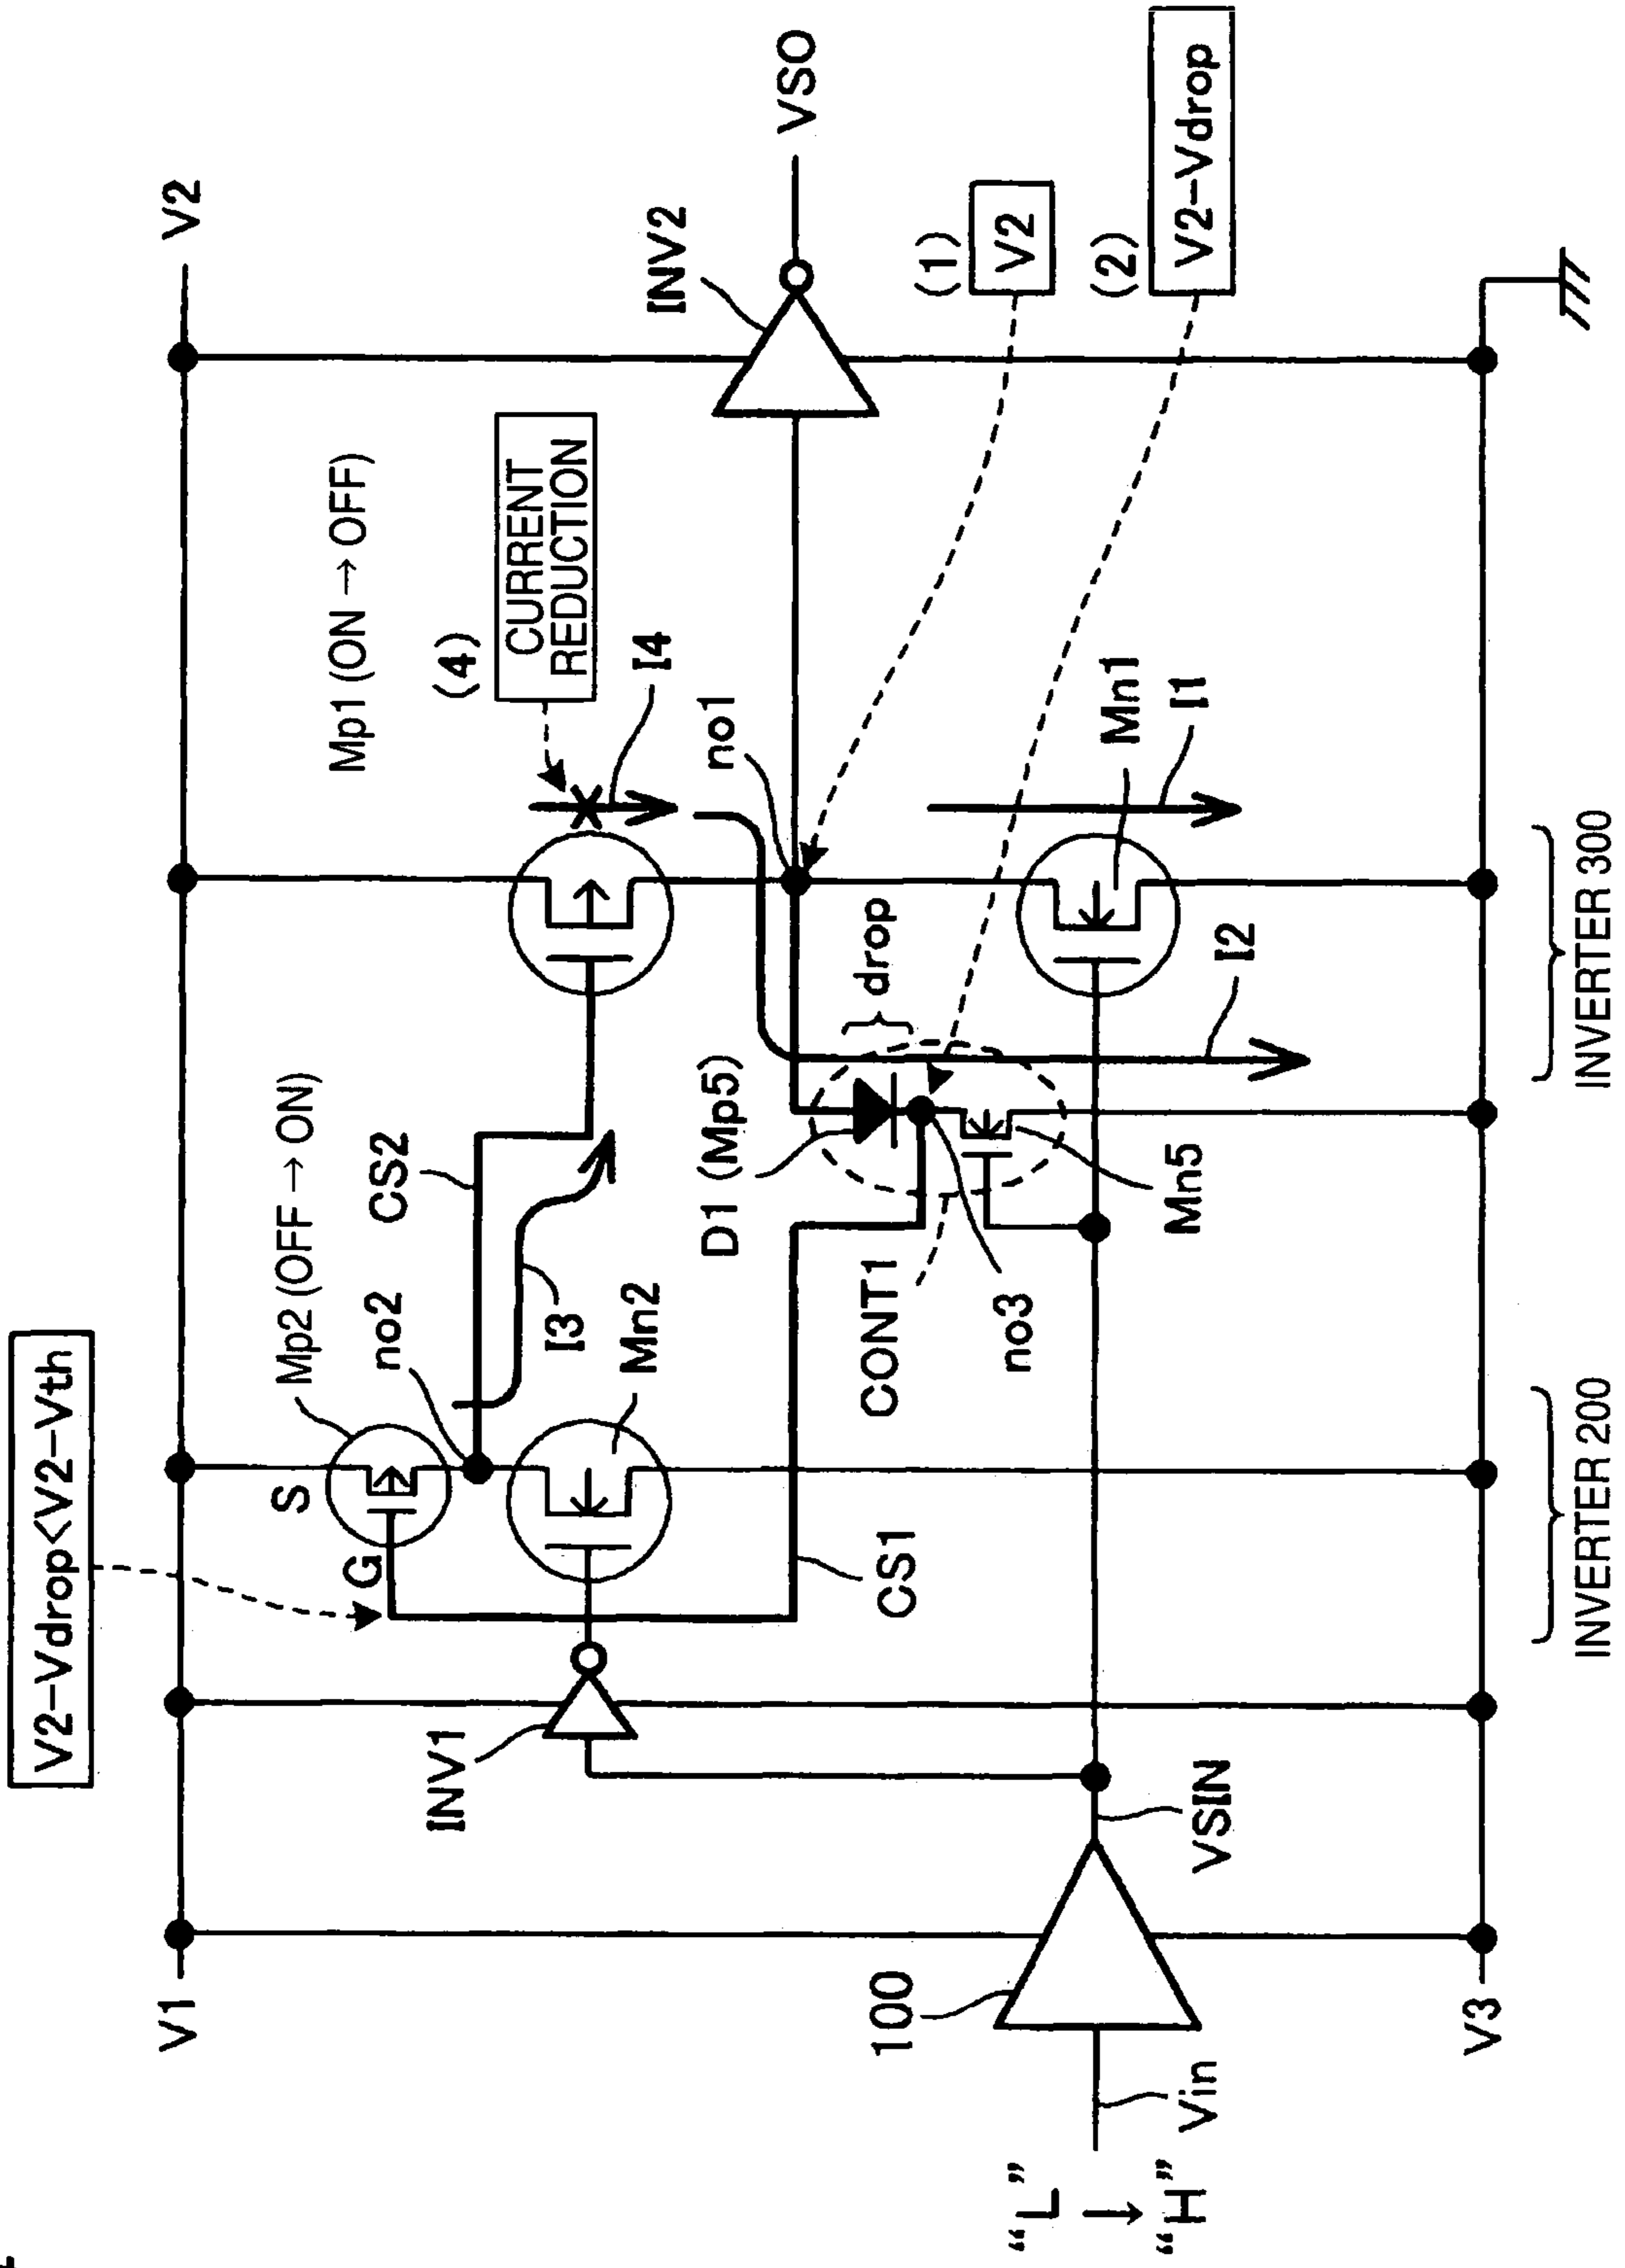 V2-Vdrop<V2-Vth
V1
V2
Mp2 (OFF → ON)
Mp1 (ON → OFF)
S
G
no2
CS2
(4)
CURRENT
REDUCTION
INV1
I3
Mn2
I4
INV2
VSO
no1
D1 (Mp5)
drop
CS1
CONT1
(1)
V2
100
no3
Mn5
Mn1
I1
I2
(2)
V2-Vdrop
VSIN
Vin
"L"
→
"H"
V3
INVERTER 200
INVERTER 300